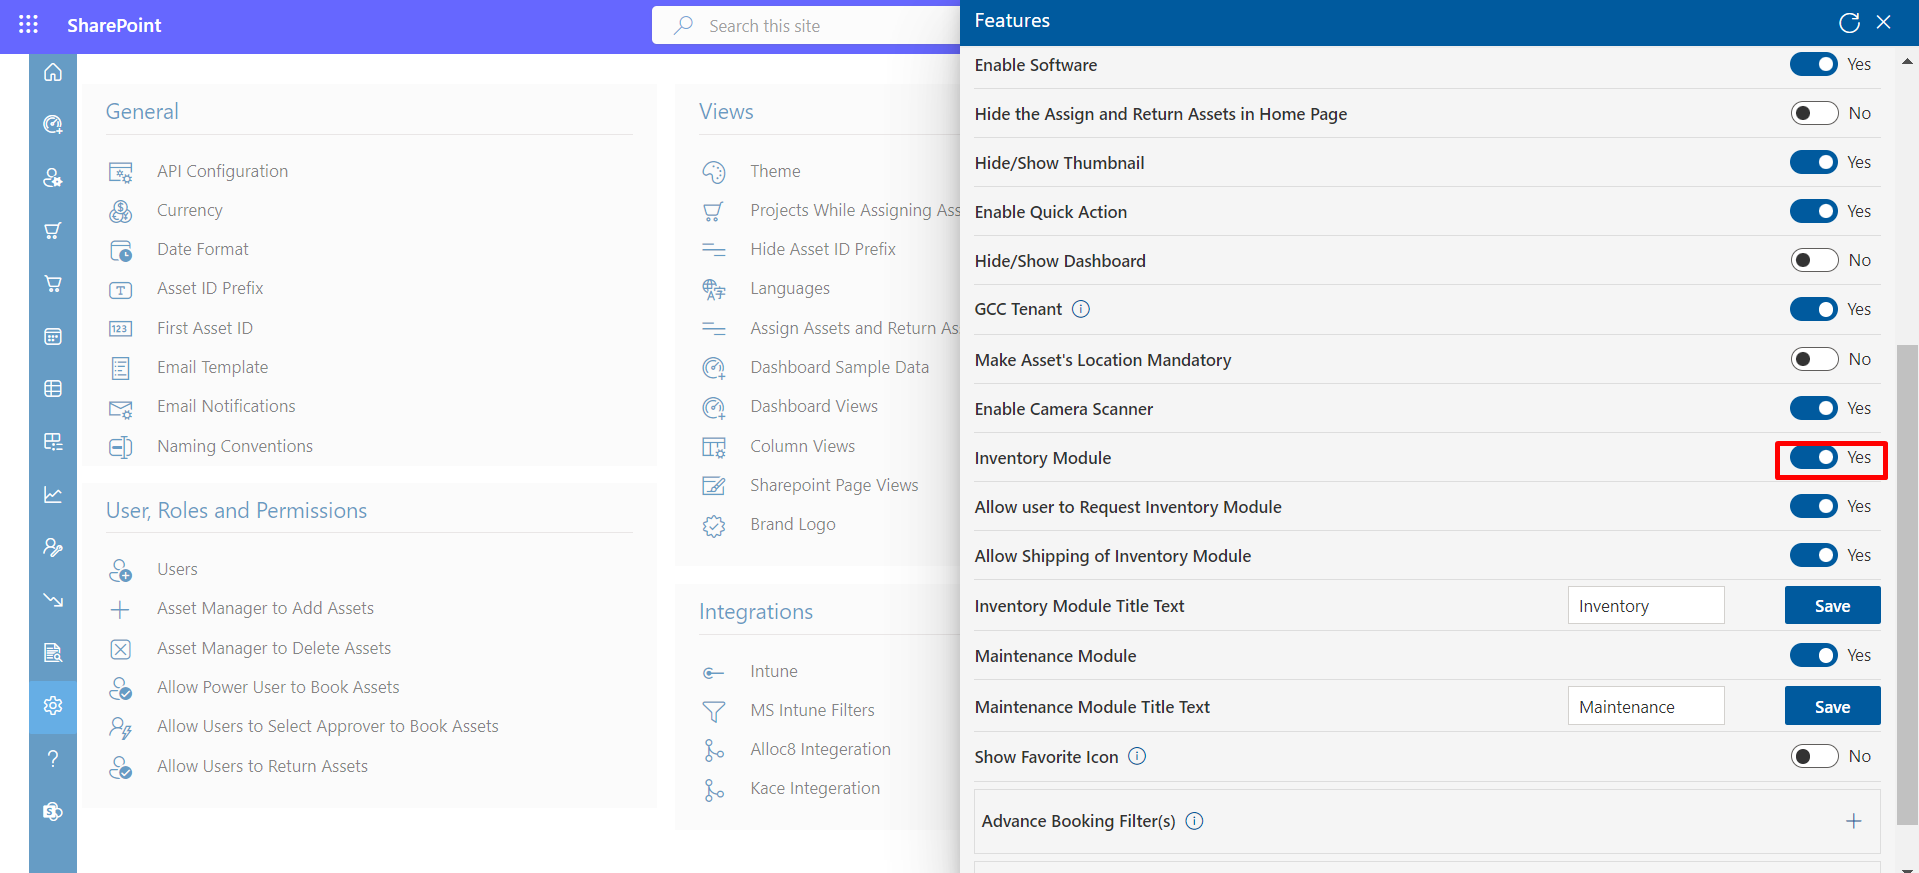 SharePoint
Search this site
General
API Configuration
Currency
Date Format
Asset ID Prefix
First Asset ID
Email Template
Email Notifications
Naming Conventions
User, Roles and Permissions
Users
Asset Manager to Add Assets
Asset Manager to Delete Assets
Allow Power User to Book Assets
Allow Users to Select Approver to Book Assets
Allow Users to Return Assets
Views
Theme
Projects While Assigning Ass
Hide Asset ID Prefix
Languages
Assign Assets and Return As
Dashboard Sample Data
Dashboard Views
Column Views
Sharepoint Page Views
Brand Logo
Integrations
Intune
MS Intune Filters
Alloc8 Integeration
Kace Integeration
Features
Enable Software Yes
Hide the Assign and Return Assets in Home Page No
Hide/Show Thumbnail Yes
Enable Quick Action Yes
Hide/Show Dashboard No
GCC Tenant Yes
Make Asset's Location Mandatory No
Enable Camera Scanner Yes
Inventory Module Yes
Allow user to Request Inventory Module Yes
Allow Shipping of Inventory Module Yes
Inventory Module Title Text Inventory Save
Maintenance Module Yes
Maintenance Module Title Text Maintenance Save
Show Favorite Icon No
Advance Booking Filter(s)